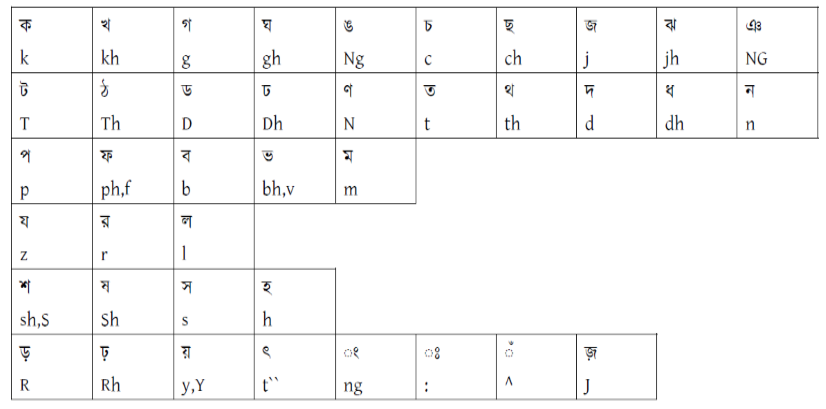 ক খ গ ঘ ঙ চ ছ জ ঝ ঞ
k kh g gh Ng c ch j jh NG
ট ঠ ড ঢ ণ ত থ দ ধ ন
T Th D Dh N t th d dh n
প ফ ব ভ ম
p ph,f b bh,v m
য র ল
z r l
শ ষ স হ
sh,S Sh s h
ড় ঢ় য় ৎ ং ঃ ঁ জ়
R Rh y,Y t`` ng : ^ J